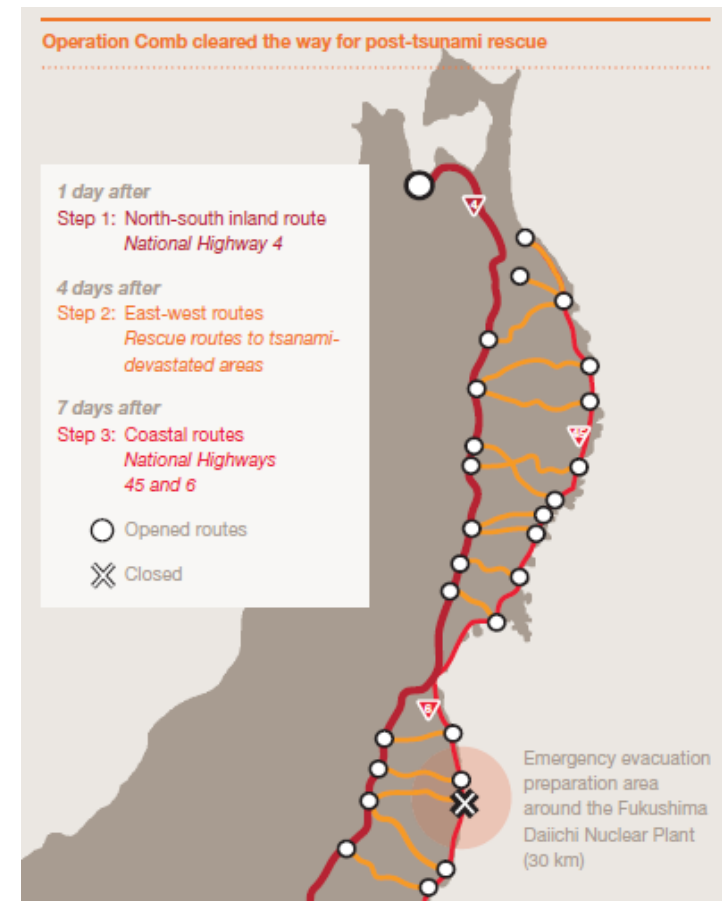 Operation Comb cleared the way for post-tsunami rescue
1 day after
Step 1: North-south inland route
National Highway 4
4 days after
Step 2: East-west routes
Rescue routes to tsanami-
devastated areas
7 days after
Step 3: Coastal routes
National Highways
45 and 6
Opened routes
Closed
4
45
6
Emergency evacuation
preparation area
around the Fukushima
Daiichi Nuclear Plant
(30 km)